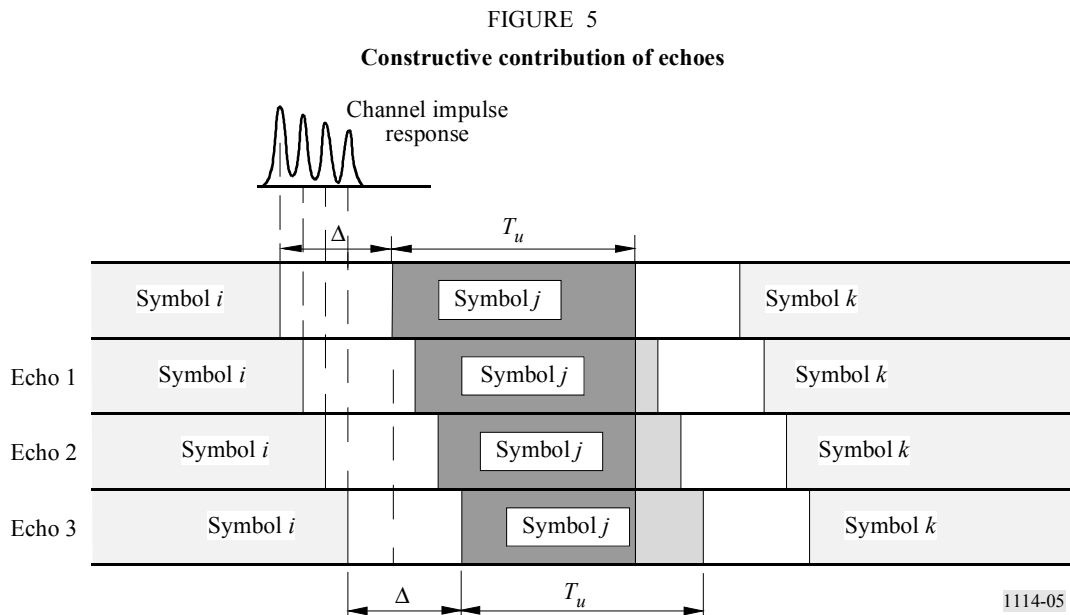 FIGURE 5
Constructive contribution of echoes
Channel impulse
response
Δ
T_u
Symbol i
Symbol j
Symbol k
Echo 1
Symbol i
Symbol j
Symbol k
Echo 2
Symbol i
Symbol j
Symbol k
Echo 3
Symbol i
Symbol j
Symbol k
Δ
T_u
1114-05